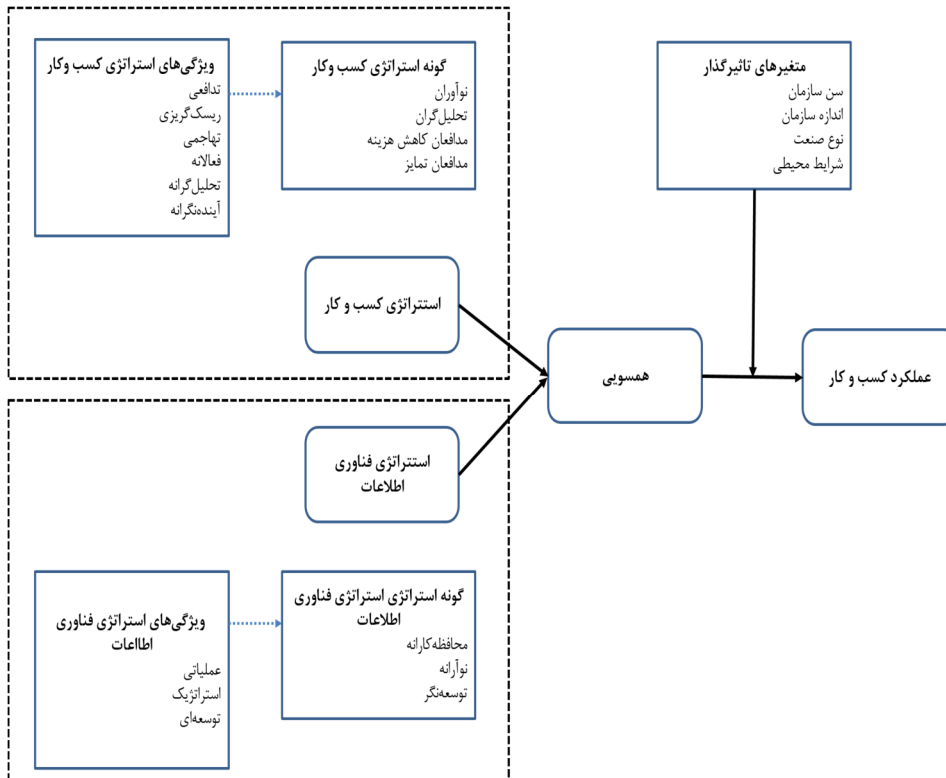 ویژگی‌های استراتژی کسب وکار
تدافعی
ریسک‌گریزی
تهاجمی
فعالانه
تحلیل‌گرانه
آینده‌نگرانه
گونه استراتژی کسب وکار
نوآوران
تحلیل‌گران
مدافعان کاهش هزینه
مدافعان تمایز
متغیرهای تاثیرگذار
سن سازمان
اندازه سازمان
نوع صنعت
شرایط محیطی
استتراتژی کسب و کار
همسویی
عملکرد کسب و کار
استتراتژی فناوری
اطلاعات
گونه استراتژی استراتژی فناوری
اطلاعات
محافظه‌کارانه
نوآرانه
توسعه‌نگر
ویژگی‌های استراتژی فناوری
اطااعات
عملیاتی
استراتژیک
توسعه‌ای